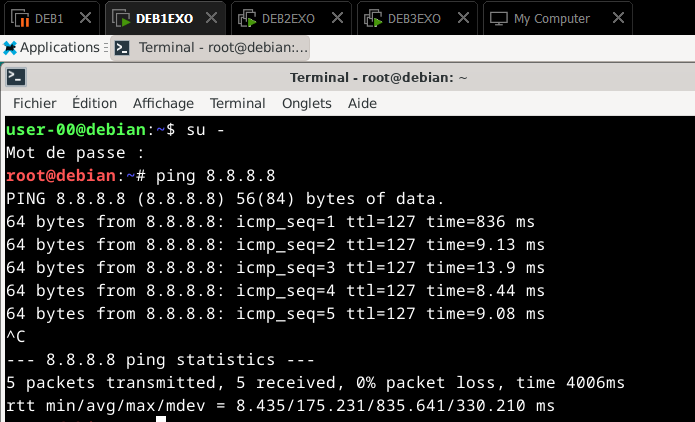 DEB1 DEB1EXO DEB2EXO DEB3EXO My Computer
Applications Terminal - root@debian:...
Terminal - root@debian: ~
Fichier Édition Affichage Terminal Onglets Aide
user-00@debian:~$ su -
Mot de passe :
root@debian:~# ping 8.8.8.8
PING 8.8.8.8 (8.8.8.8) 56(84) bytes of data.
64 bytes from 8.8.8.8: icmp_seq=1 ttl=127 time=836 ms
64 bytes from 8.8.8.8: icmp_seq=2 ttl=127 time=9.13 ms
64 bytes from 8.8.8.8: icmp_seq=3 ttl=127 time=13.9 ms
64 bytes from 8.8.8.8: icmp_seq=4 ttl=127 time=8.44 ms
64 bytes from 8.8.8.8: icmp_seq=5 ttl=127 time=9.08 ms
^C
--- 8.8.8.8 ping statistics ---
5 packets transmitted, 5 received, 0% packet loss, time 4006ms
rtt min/avg/max/mdev = 8.435/175.231/835.641/330.210 ms